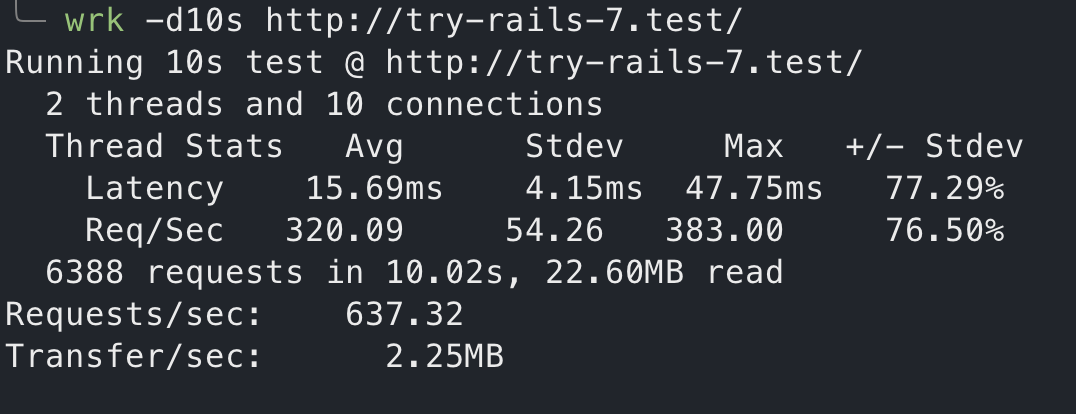 wrk -d10s http://try-rails-7.test/
Running 10s test @ http://try-rails-7.test/
  2 threads and 10 connections
  Thread Stats   Avg      Stdev     Max   +/- Stdev
    Latency    15.69ms    4.15ms  47.75ms   77.29%
    Req/Sec   320.09     54.26   383.00     76.50%
  6388 requests in 10.02s, 22.60MB read
Requests/sec:    637.32
Transfer/sec:      2.25MB